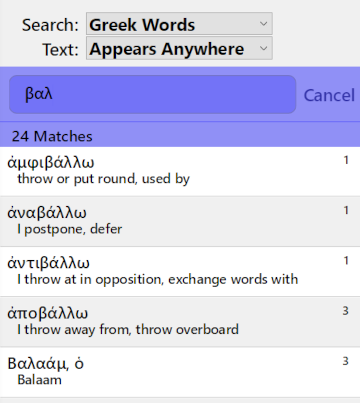 Search: Greek Words
Text: Appears Anywhere
βαλ Cancel
24 Matches
ἀμφιβάλλω 1
throw or put round, used by
ἀναβάλλω 1
I postpone, defer
ἀντιβάλλω 1
I throw at in opposition, exchange words with
ἀποβάλλω 3
I throw away from, throw overboard
Βαλαάμ, ὁ 3
Balaam